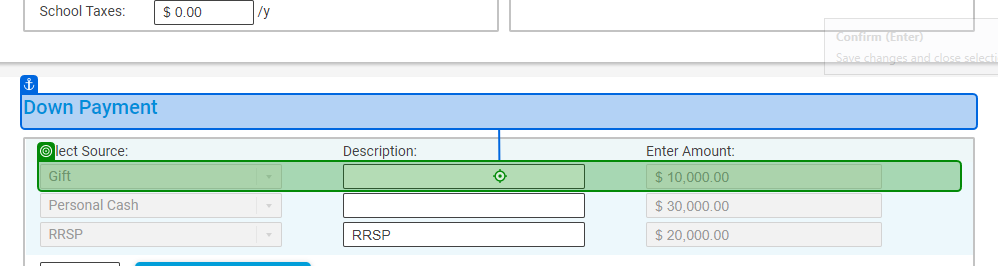 School Taxes: $ 0.00 /y
Confirm (Enter)
Save changes and close selecti
Down Payment
lect Source: Description: Enter Amount:
Gift $ 10,000.00
Personal Cash $ 30,000.00
RRSP RRSP $ 20,000.00